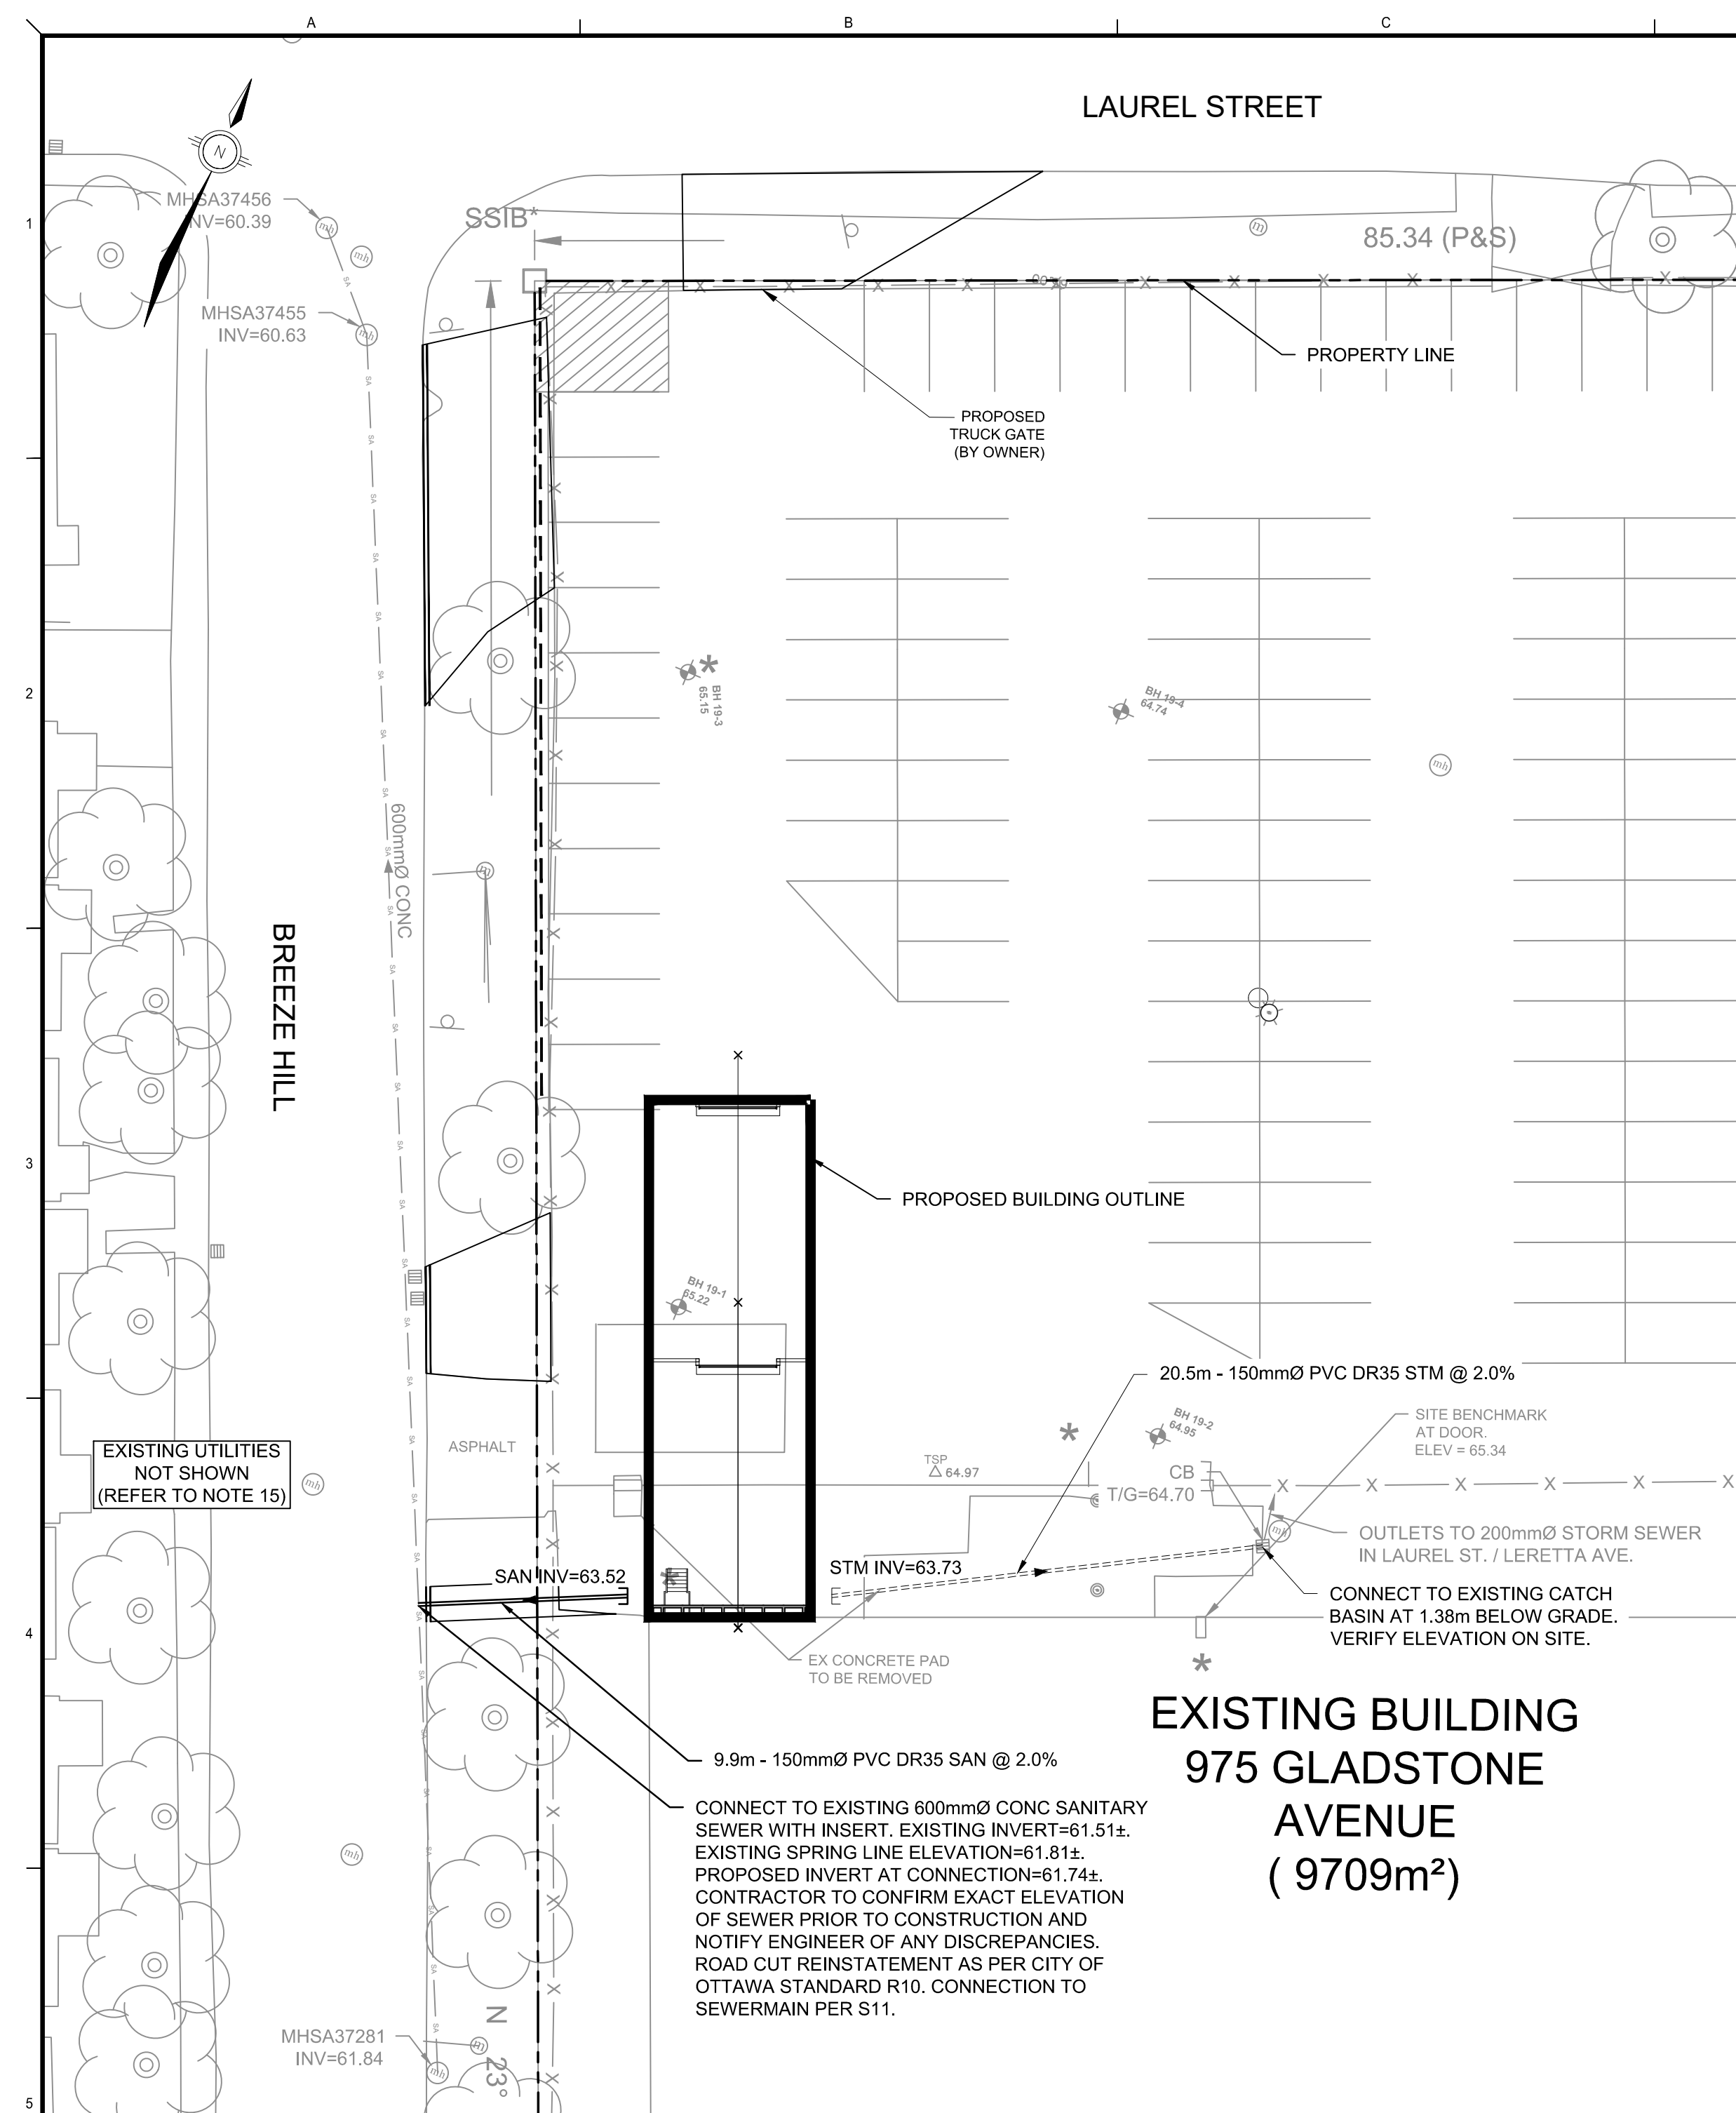 A
B
C
LAUREL STREET
N
MHSA37456
INV=60.39
SSIB*
85.34 (P&S)
1
MHSA37455
INV=60.63
PROPERTY LINE
PROPOSED
TRUCK GATE
(BY OWNER)
2
BH 19-3
65.15
BH 19-4
64.74
600mmØ CONC
BREEZE HILL
3
PROPOSED BUILDING OUTLINE
BH 19-1
65.22
20.5m - 150mmØ PVC DR35 STM @ 2.0%
BH 19-2
64.95
SITE BENCHMARK
AT DOOR.
ELEV = 65.34
ASPHALT
EXISTING UTILITIES
NOT SHOWN
(REFER TO NOTE 15)
TSP
64.97
CB
T/G=64.70
OUTLETS TO 200mmØ STORM SEWER
IN LAUREL ST. / LERETTA AVE.
SAN INV=63.52
STM INV=63.73
CONNECT TO EXISTING CATCH
BASIN AT 1.38m BELOW GRADE.
VERIFY ELEVATION ON SITE.
4
EX CONCRETE PAD
TO BE REMOVED
EXISTING BUILDING
975 GLADSTONE
AVENUE
( 9709m²)
9.9m - 150mmØ PVC DR35 SAN @ 2.0%
CONNECT TO EXISTING 600mmØ CONC SANITARY
SEWER WITH INSERT. EXISTING INVERT=61.51±.
EXISTING SPRING LINE ELEVATION=61.81±.
PROPOSED INVERT AT CONNECTION=61.74±.
CONTRACTOR TO CONFIRM EXACT ELEVATION
OF SEWER PRIOR TO CONSTRUCTION AND
NOTIFY ENGINEER OF ANY DISCREPANCIES.
ROAD CUT REINSTATEMENT AS PER CITY OF
OTTAWA STANDARD R10. CONNECTION TO
SEWERMAIN PER S11.
MHSA37281
INV=61.84
N 23°
5